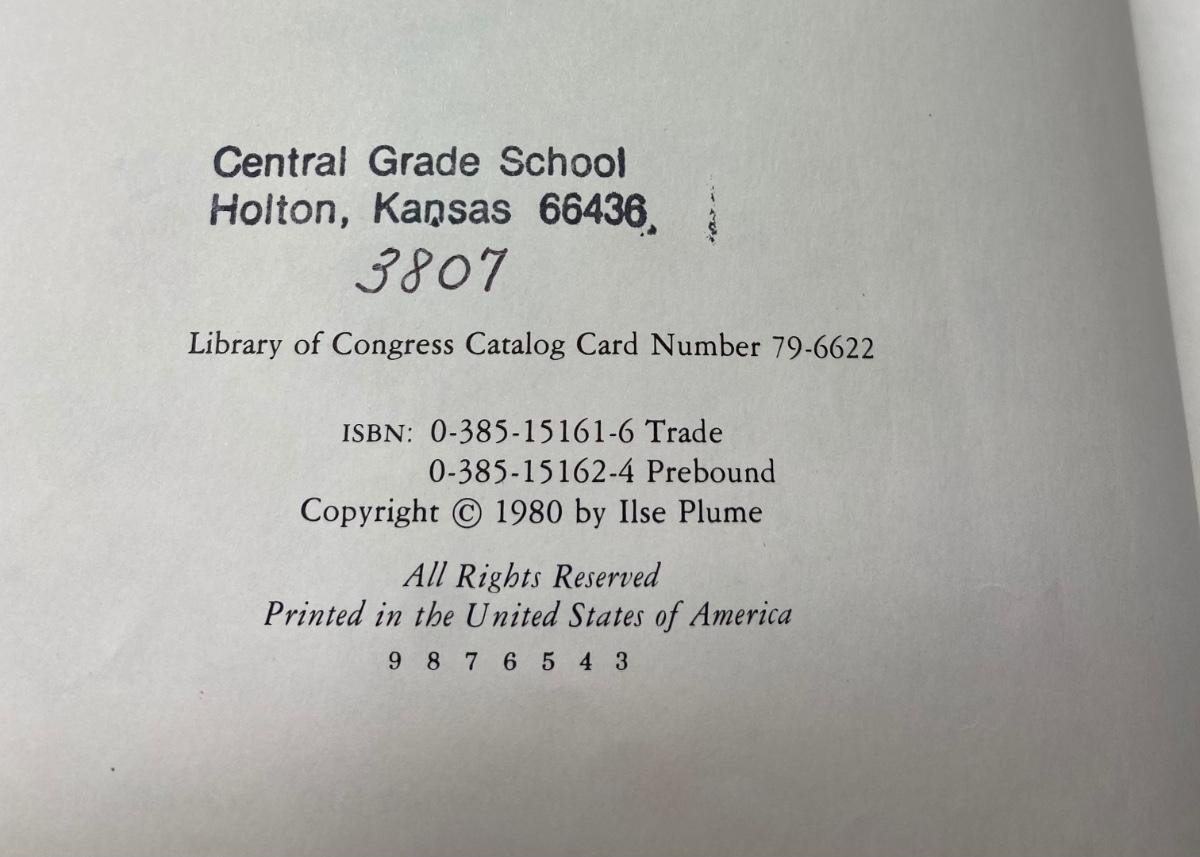 Central Grade School
Holton, Kansas 66436
3807
Library of Congress Catalog Card Number 79-6622
ISBN: 0-385-15161-6 Trade
0-385-15162-4 Prebound
Copyright © 1980 by Ilse Plume
All Rights Reserved
Printed in the United States of America
9 8 7 6 5 4 3